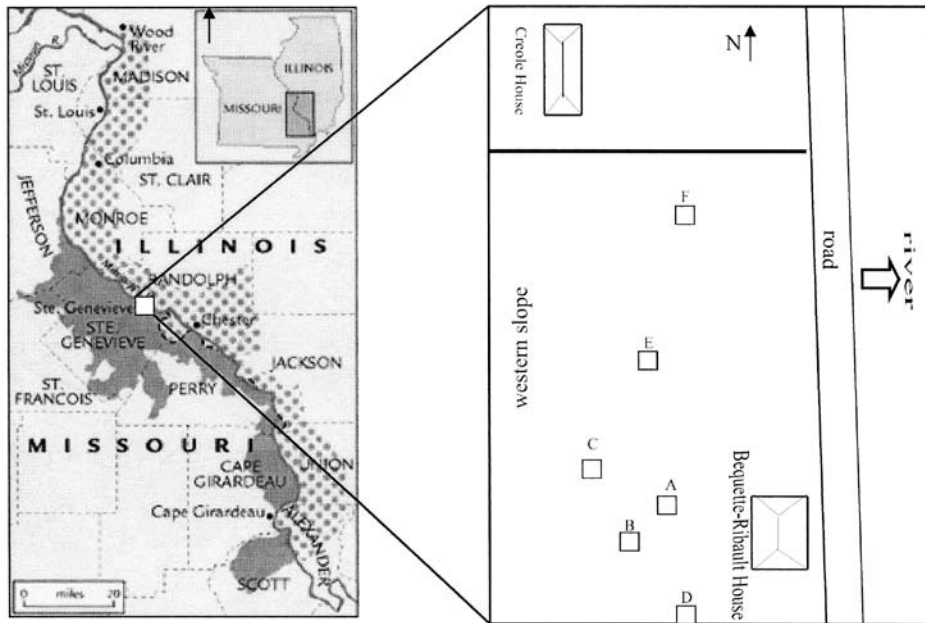 Wood
River
Missouri R.
MADISON
ST.
LOUIS
St. Louis
Columbia
ST. CLAIR
JEFFERSON
MONROE
ILLINOIS
RANDOLPH
Ste. Genevieve
STE.
GENEVIEVE
Chester
JACKSON
ST.
FRANCOIS
PERRY
MISSOURI
UNION
CAPE
GIRARDEAU
Cape Girardeau
ALEXANDER
SCOTT
0 miles 20
ILLINOIS
MISSOURI
Creole House
N
F
E
C
A
B
D
western slope
road
river
Bequette-Ribault House